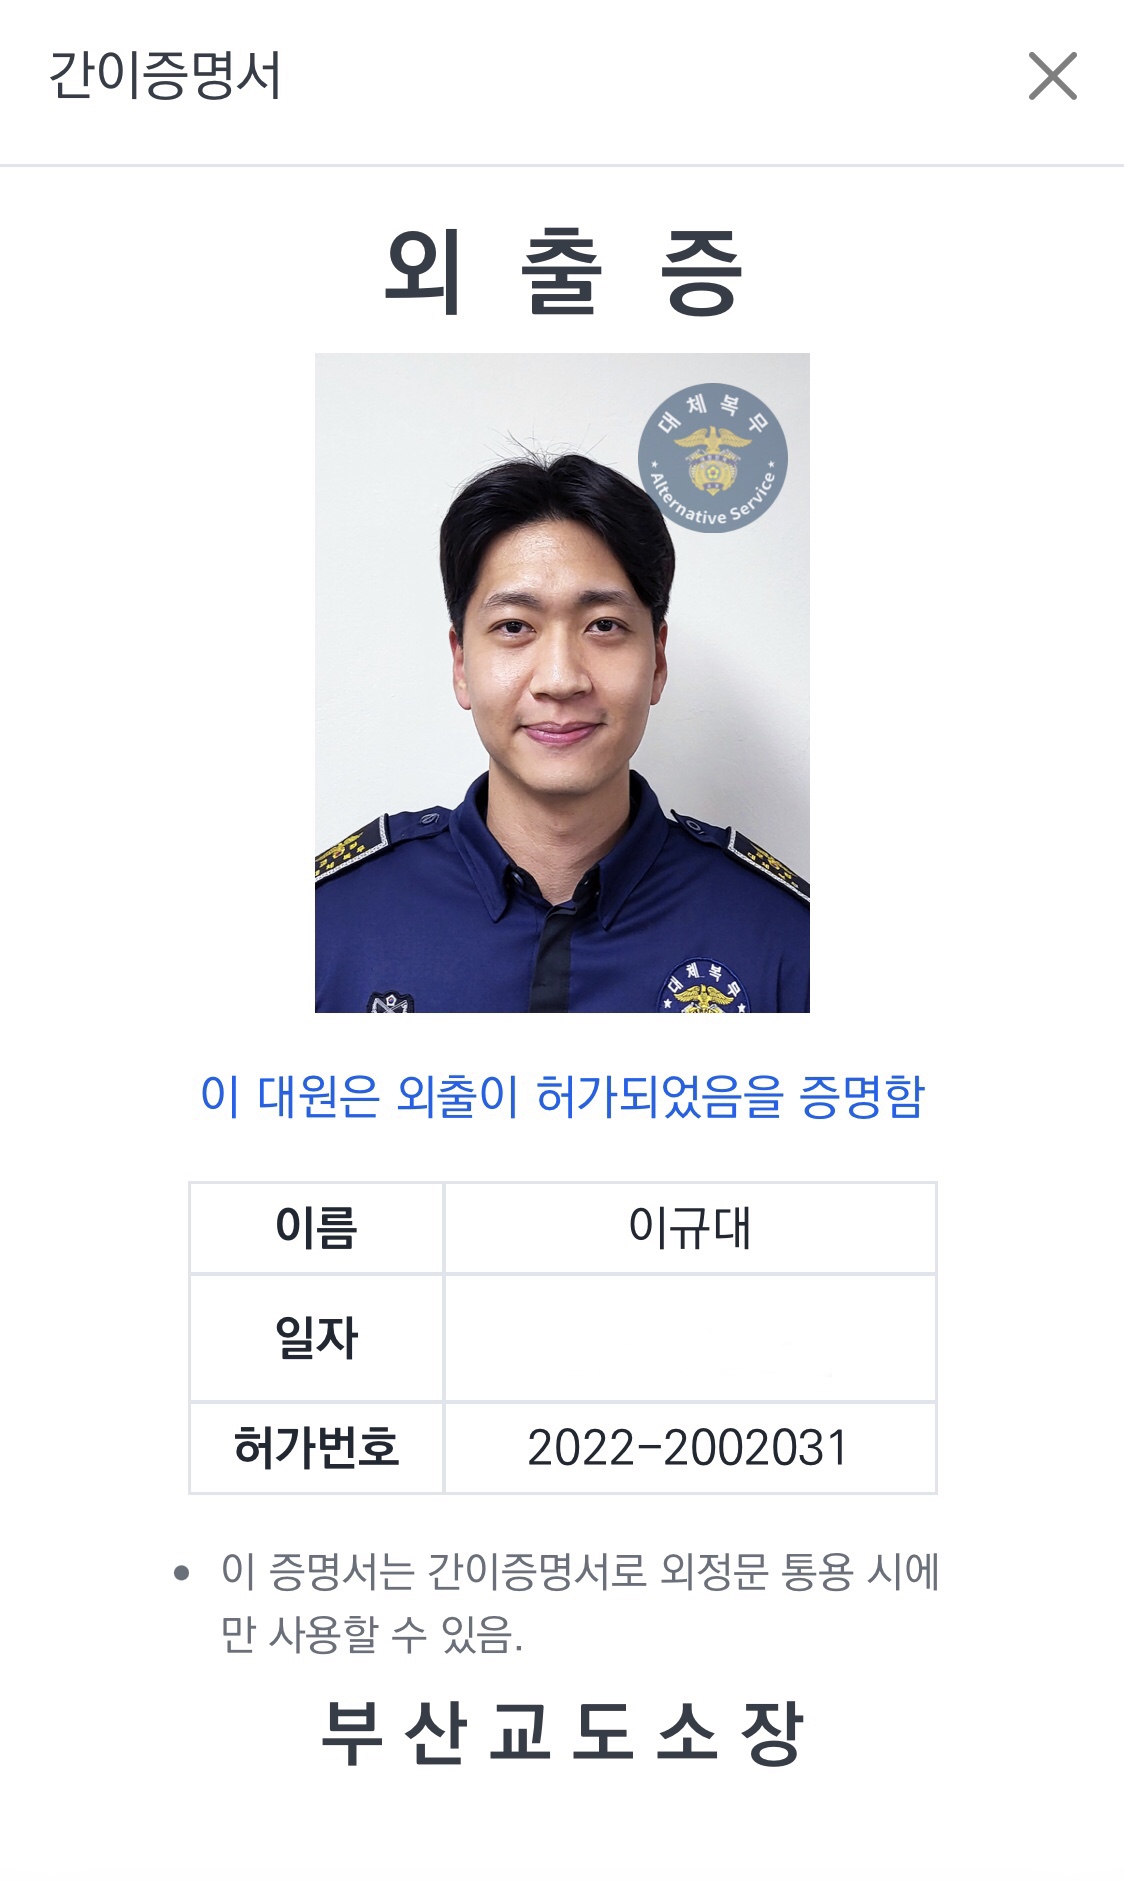 간이증명서
외 출 증
대체복무
Alternative Service
대체복무
이 대원은 외출이 허가되었음을 증명함
이름 이규대
일자
허가번호 2022-2002031
이 증명서는 간이증명서로 외정문 통용 시에
만 사용할 수 있음.
부산교도소장